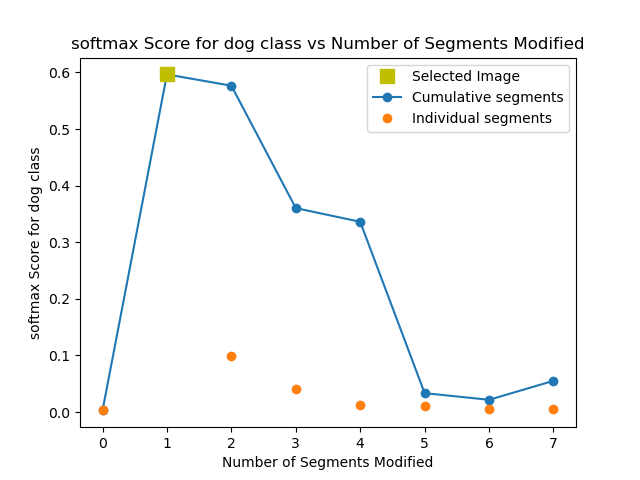 softmax Score for dog class vs Number of Segments Modified
Selected Image
Cumulative segments
Individual segments
softmax Score for dog class
0.6
0.5
0.4
0.3
0.2
0.1
0.0
0 1 2 3 4 5 6 7
Number of Segments Modified